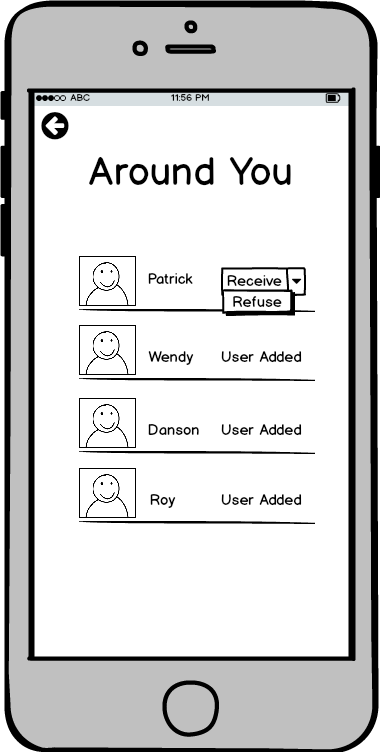 ABC 11:56 PM
Around You
Patrick Receive
Refuse
Wendy User Added
Danson User Added
Roy User Added